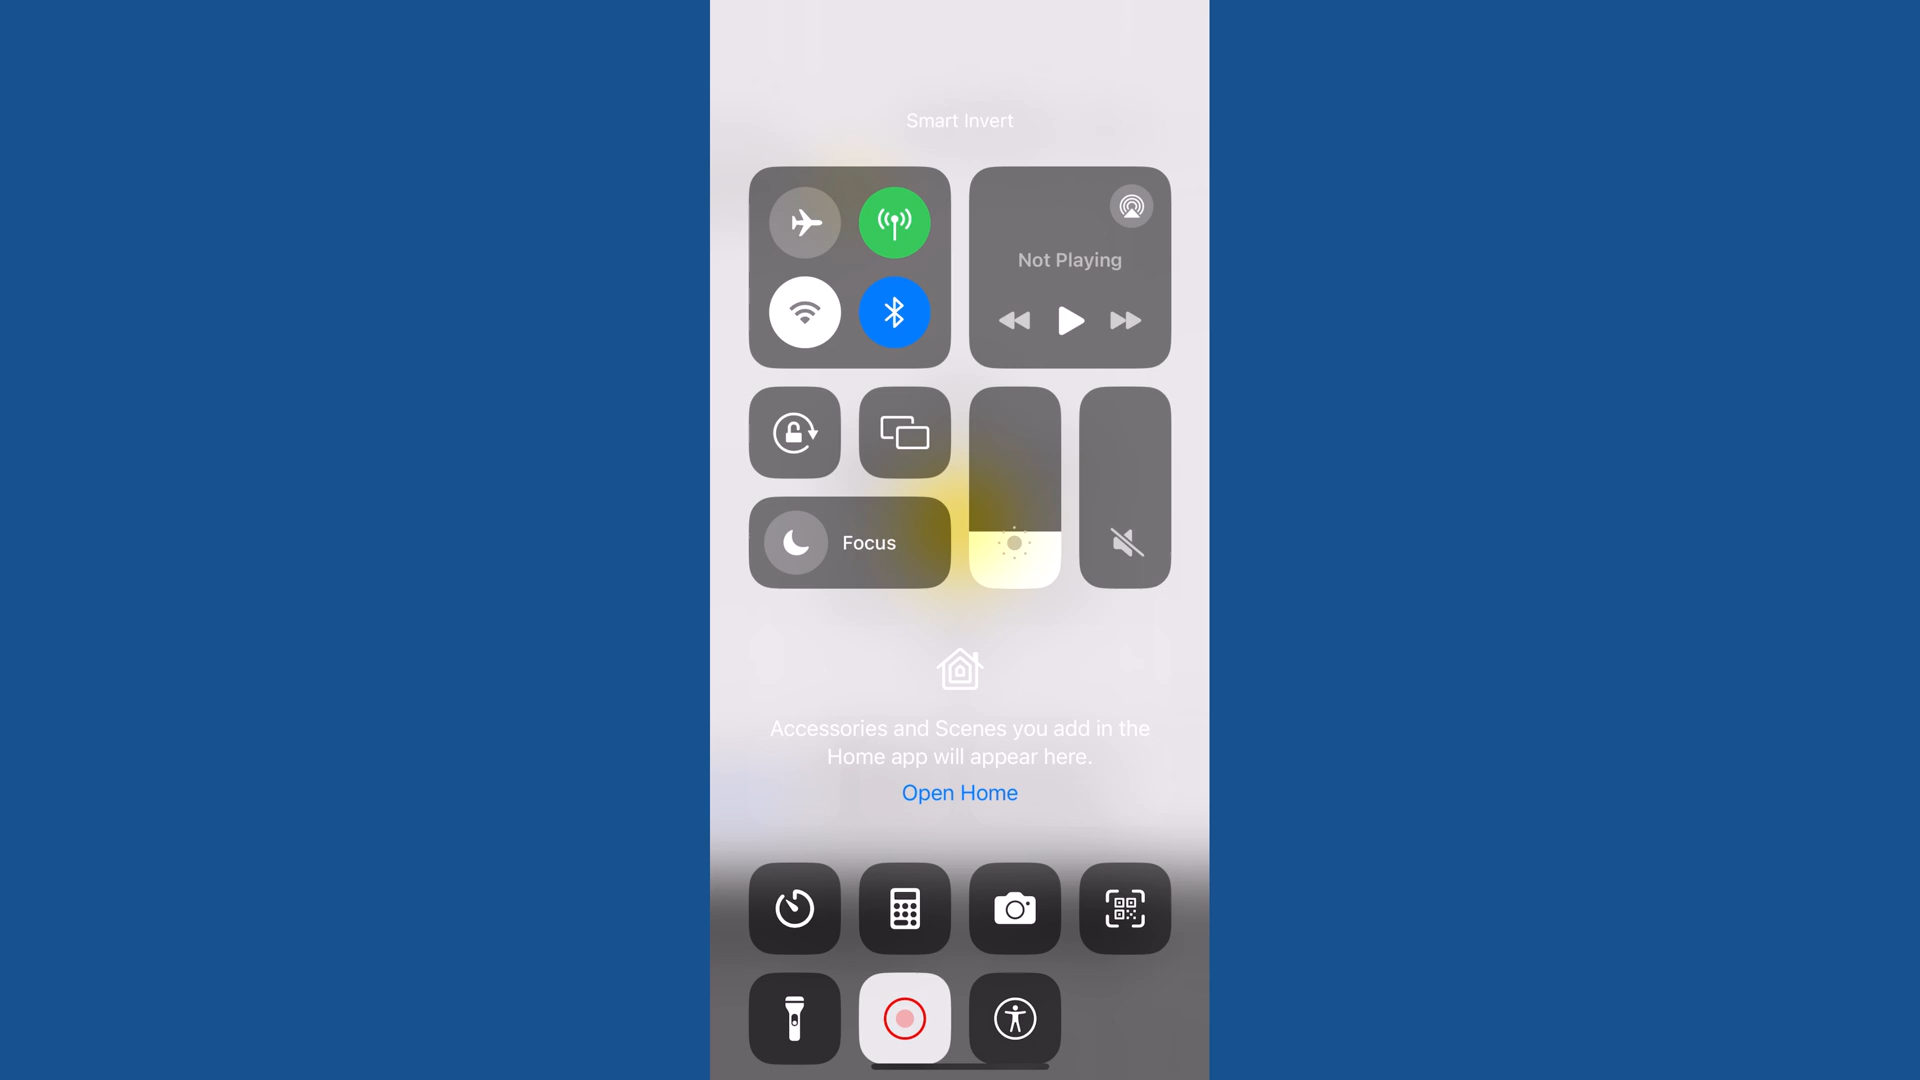 Smart Invert
Not Playing
Focus
Accessories and Scenes you add in the
Home app will appear here.
Open Home